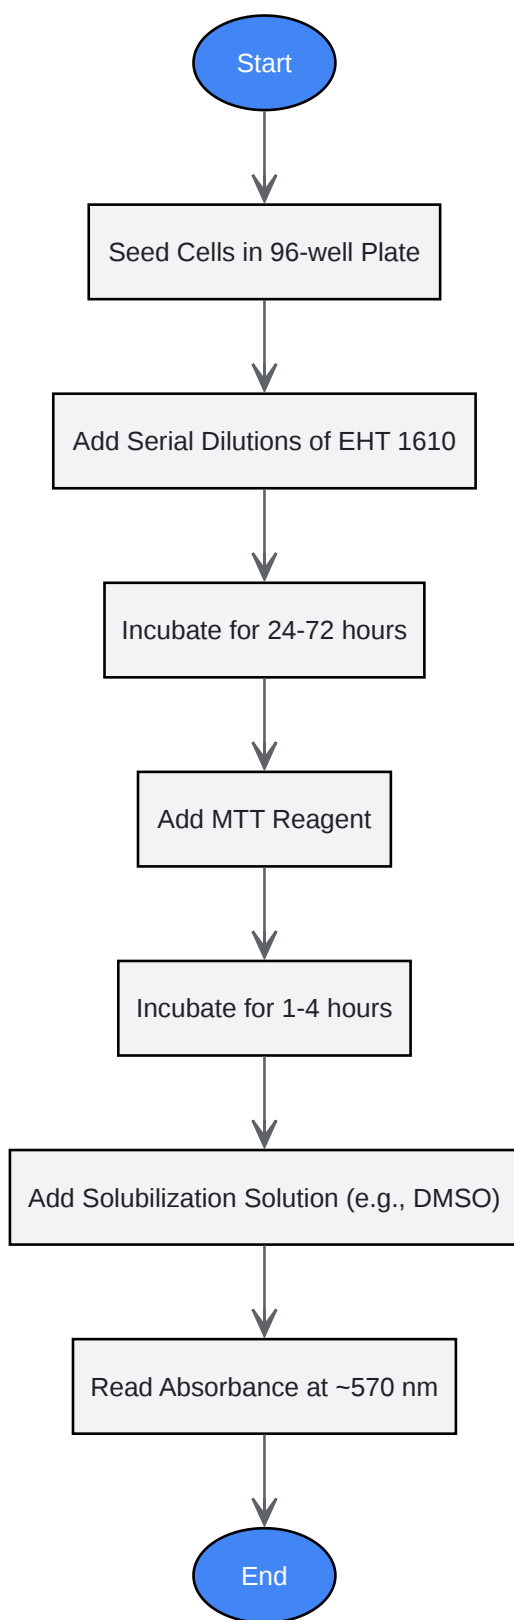 Start
Seed Cells in 96-well Plate
Add Serial Dilutions of EHT 1610
Incubate for 24-72 hours
Add MTT Reagent
Incubate for 1-4 hours
Add Solubilization Solution (e.g., DMSO)
Read Absorbance at ~570 nm
End